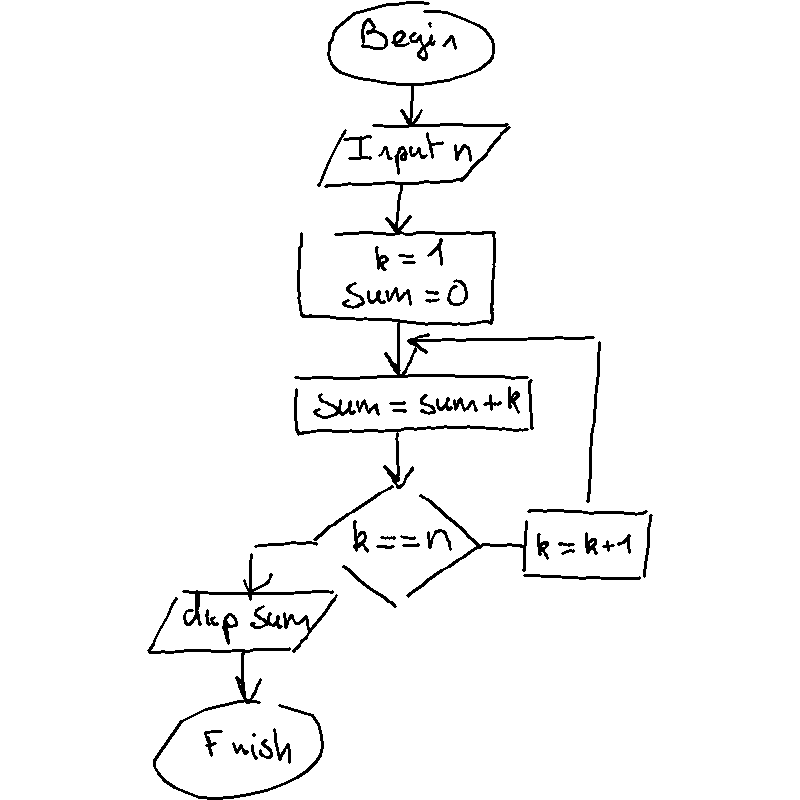 Begin
Input n
k = 1
sum = 0
sum = sum + k
k == n
k = k + 1
disp sum
Finish